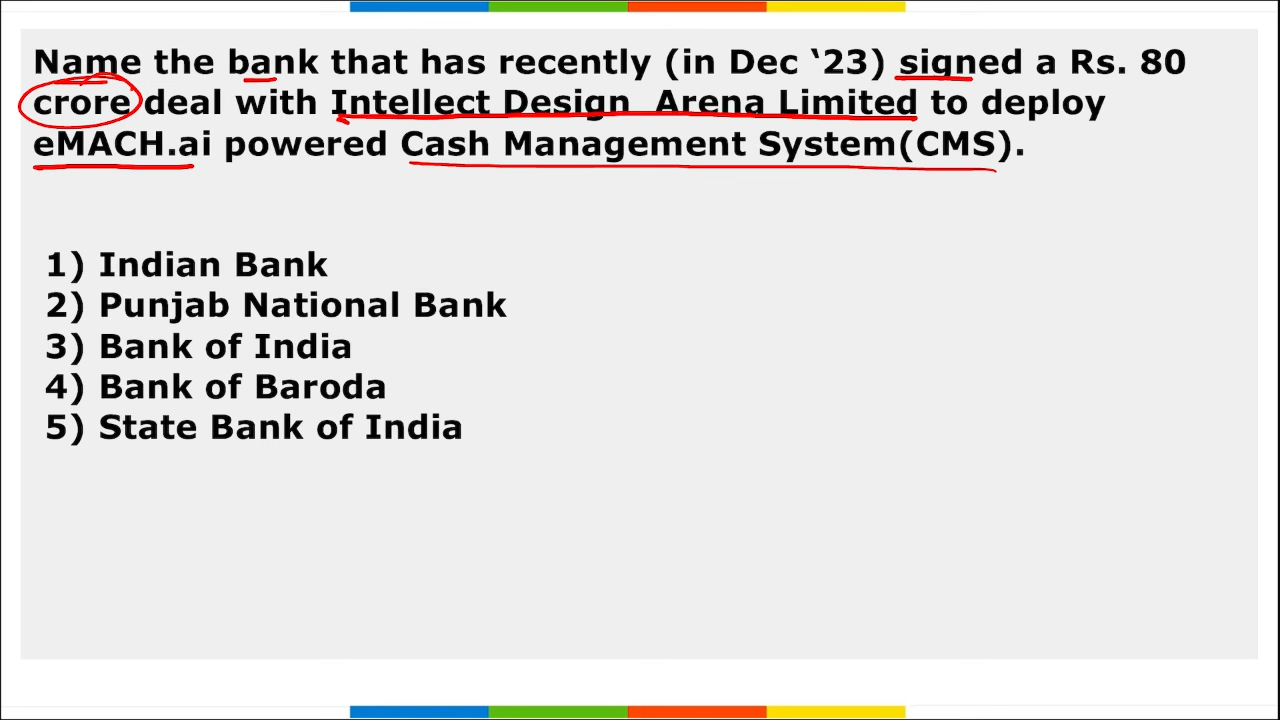 Name the bank that has recently (in Dec ‘23) signed a Rs. 80
crore deal with Intellect Design Arena Limited to deploy
eMACH.ai powered Cash Management System(CMS).
1) Indian Bank
2) Punjab National Bank
3) Bank of India
4) Bank of Baroda
5) State Bank of India